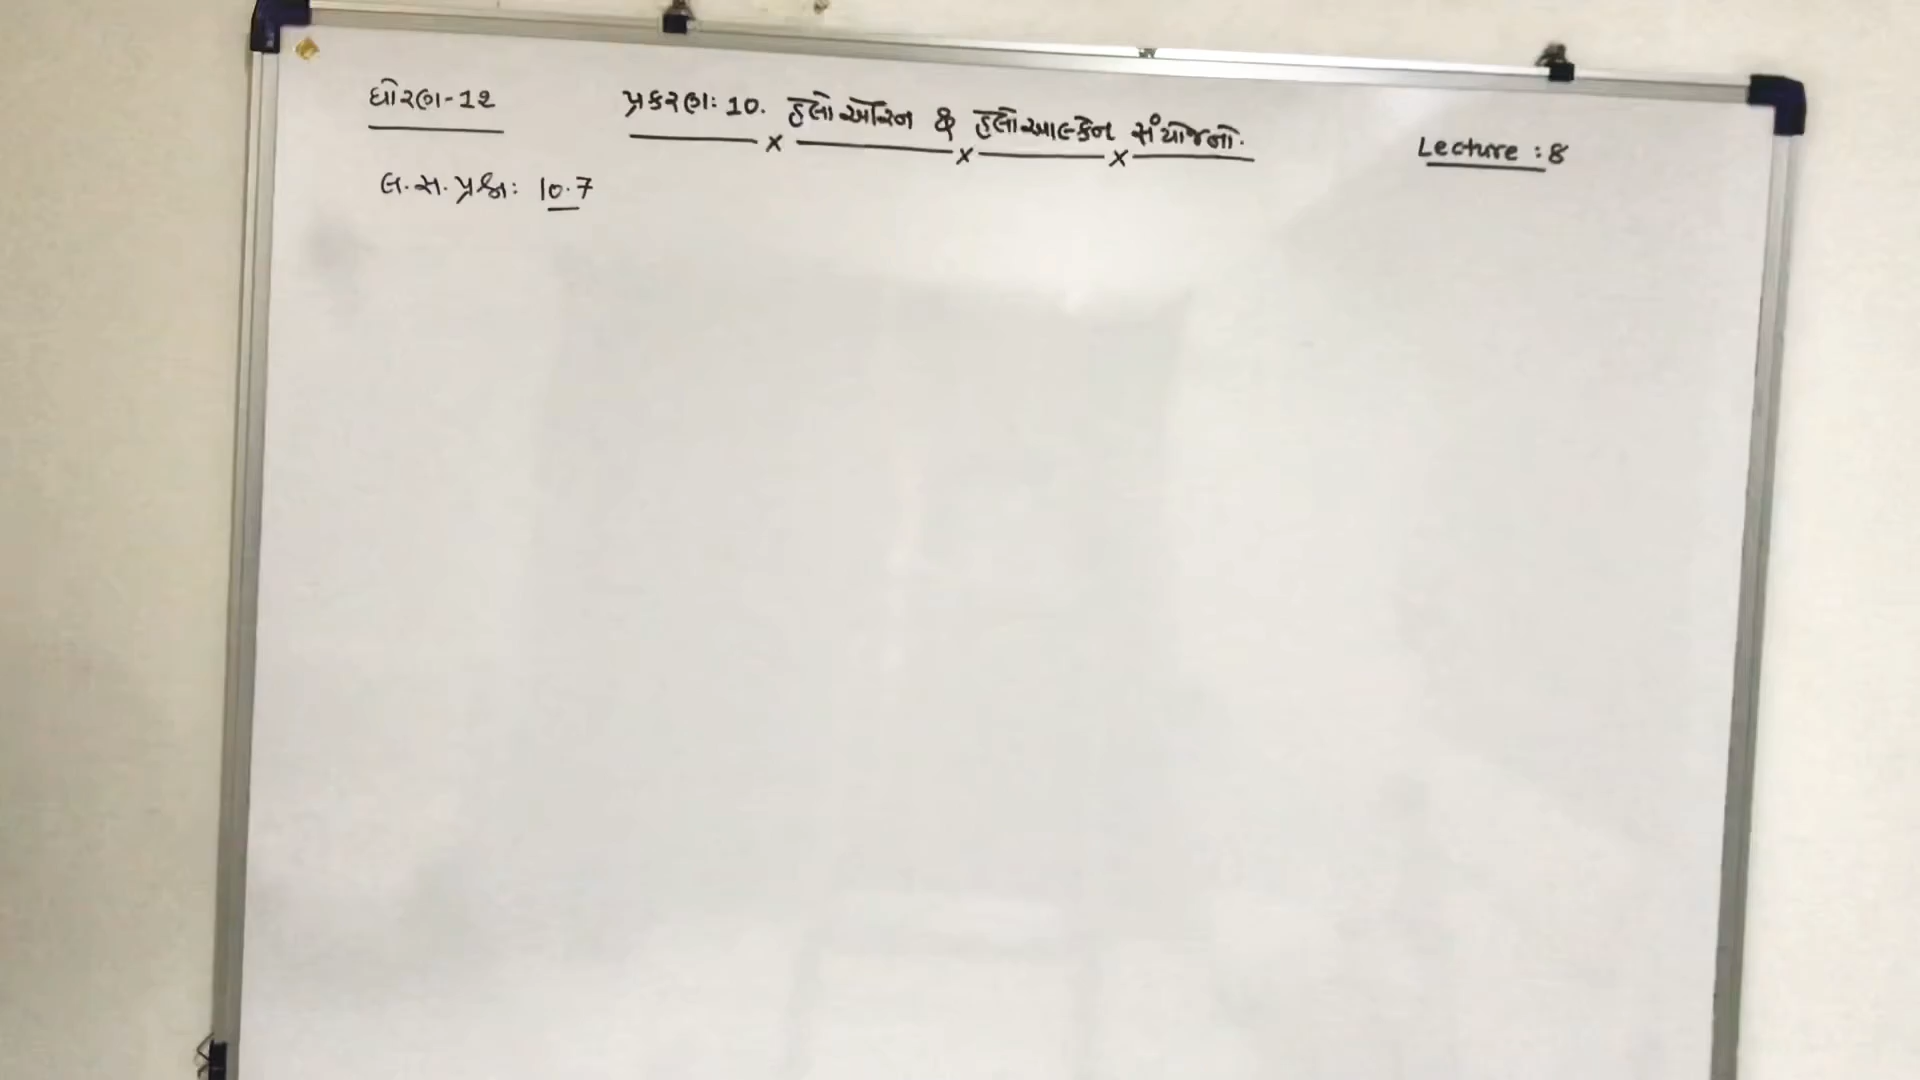 ધોરણ-12
પ્રકરણ: 10. હેલોએરિન & હેલોઆલ્કેન સંયોજનો.
Lecture : 8
લ.સ.પ્રશ્ન: 10.7